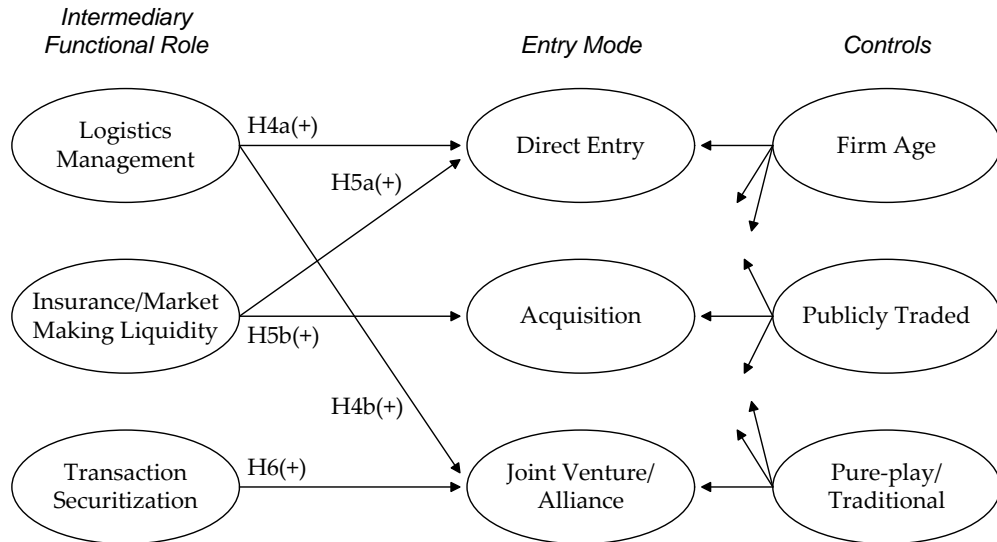 Intermediary
Functional Role
Entry Mode
Controls
Logistics
Management
H4a(+)
Direct Entry
Firm Age
H5a(+)
Insurance/Market
Making Liquidity
H5b(+)
Acquisition
Publicly Traded
H4b(+)
Transaction
Securitization
H6(+)
Joint Venture/
Alliance
Pure-play/
Traditional